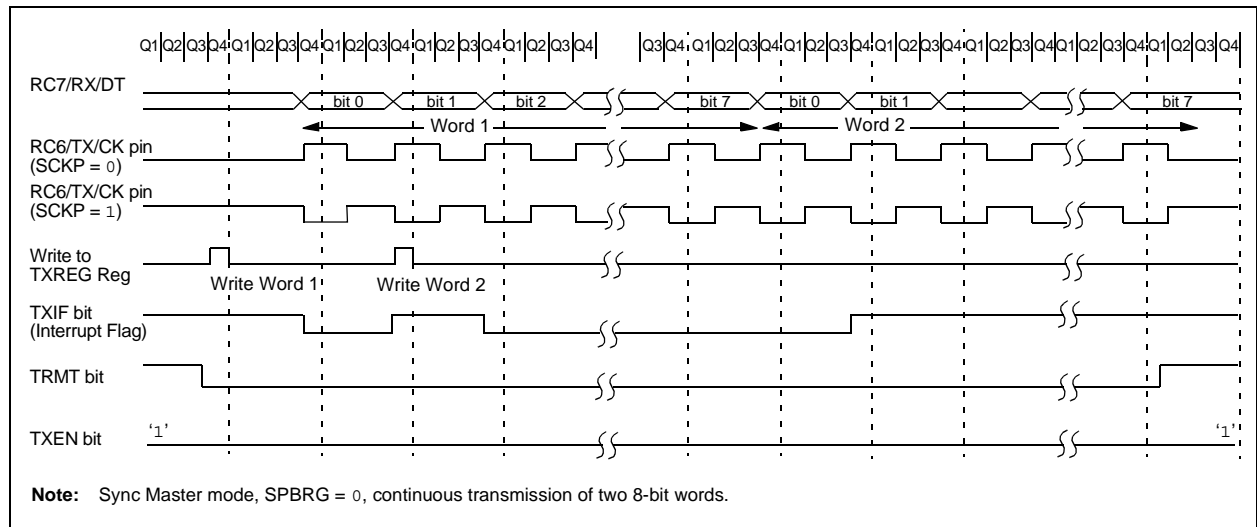 Q1 Q2 Q3 Q4 Q1 Q2 Q3 Q4 Q1 Q2 Q3 Q4 Q1 Q2 Q3 Q4 Q1 Q2 Q3 Q4 Q3 Q4 Q1 Q2 Q3 Q4 Q1 Q2 Q3 Q4 Q1 Q2 Q3 Q4 Q1 Q2 Q3 Q4 Q1 Q2 Q3 Q4 Q1 Q2 Q3 Q4
RC7/RX/DT
bit 0 bit 1 bit 2 bit 7 bit 0 bit 1 bit 7
Word 1 Word 2
RC6/TX/CK pin
(SCKP = 0)
RC6/TX/CK pin
(SCKP = 1)
Write to
TXREG Reg
Write Word 1 Write Word 2
TXIF bit
(Interrupt Flag)
TRMT bit
TXEN bit
‘1’ ‘1’
Note: Sync Master mode, SPBRG = 0, continuous transmission of two 8-bit words.